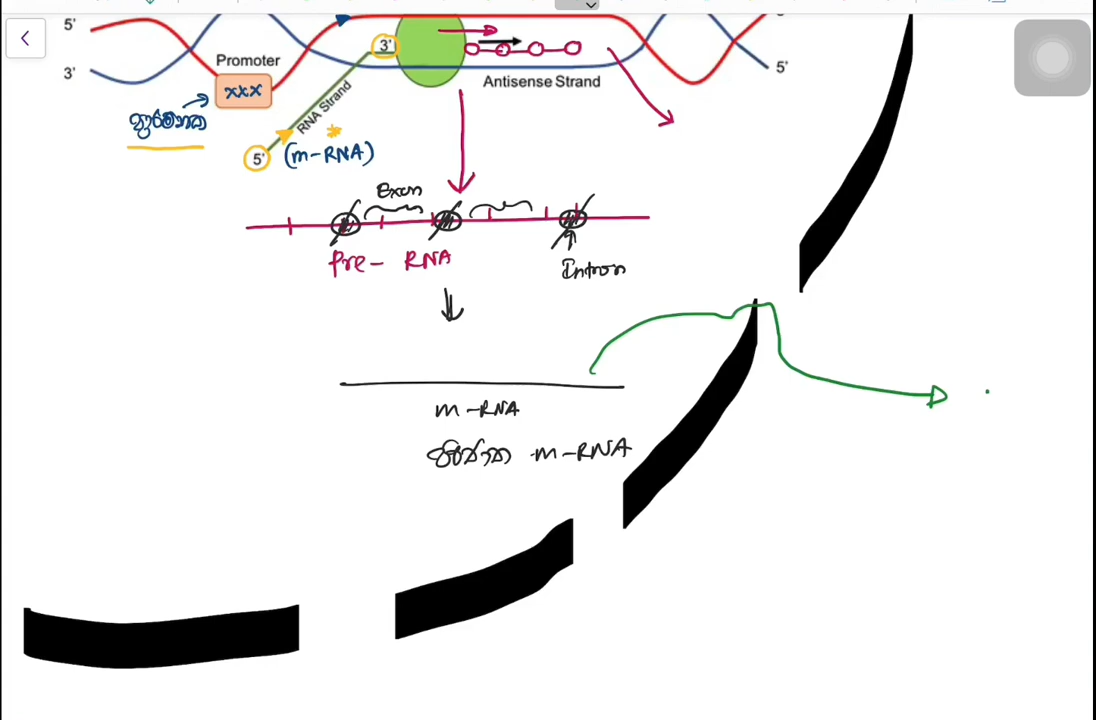 5'
3'
3'
Promoter
xxx
Antisense Strand
5'
RNA Strand
5'
(m-RNA)
Exon
Pre- RNA
Intron
m-RNA
m-RNA